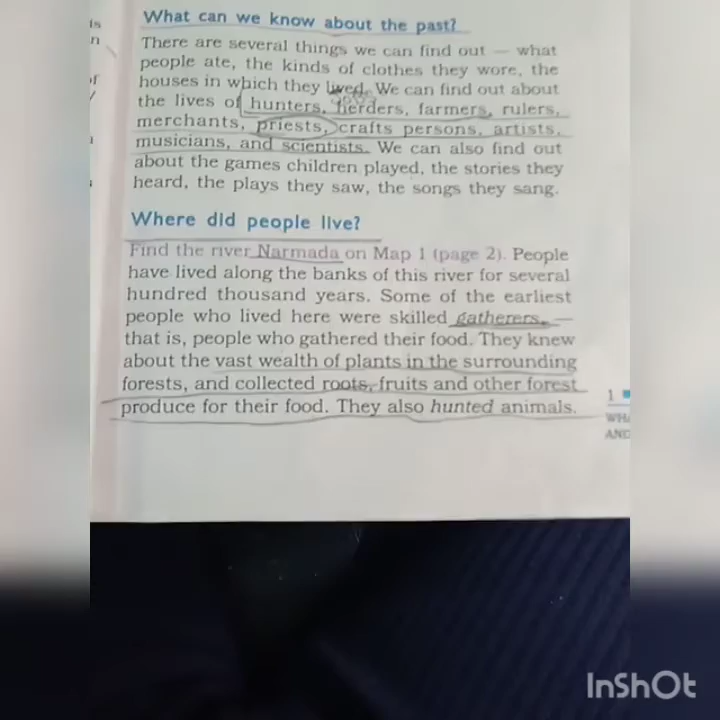 What can we know about the past?
There are several things we can find out — what
people ate, the kinds of clothes they wore, the
houses in which they lived. We can find out about
the lives of hunters, herders, farmers, rulers,
merchants, priests, crafts persons, artists,
musicians, and scientists. We can also find out
about the games children played, the stories they
heard, the plays they saw, the songs they sang.
Where did people live?
Find the river Narmada on Map 1 (page 2). People
have lived along the banks of this river for several
hundred thousand years. Some of the earliest
people who lived here were skilled gatherers, —
that is, people who gathered their food. They knew
about the vast wealth of plants in the surrounding
forests, and collected roots, fruits and other forest
produce for their food. They also hunted animals.
1
InShOt